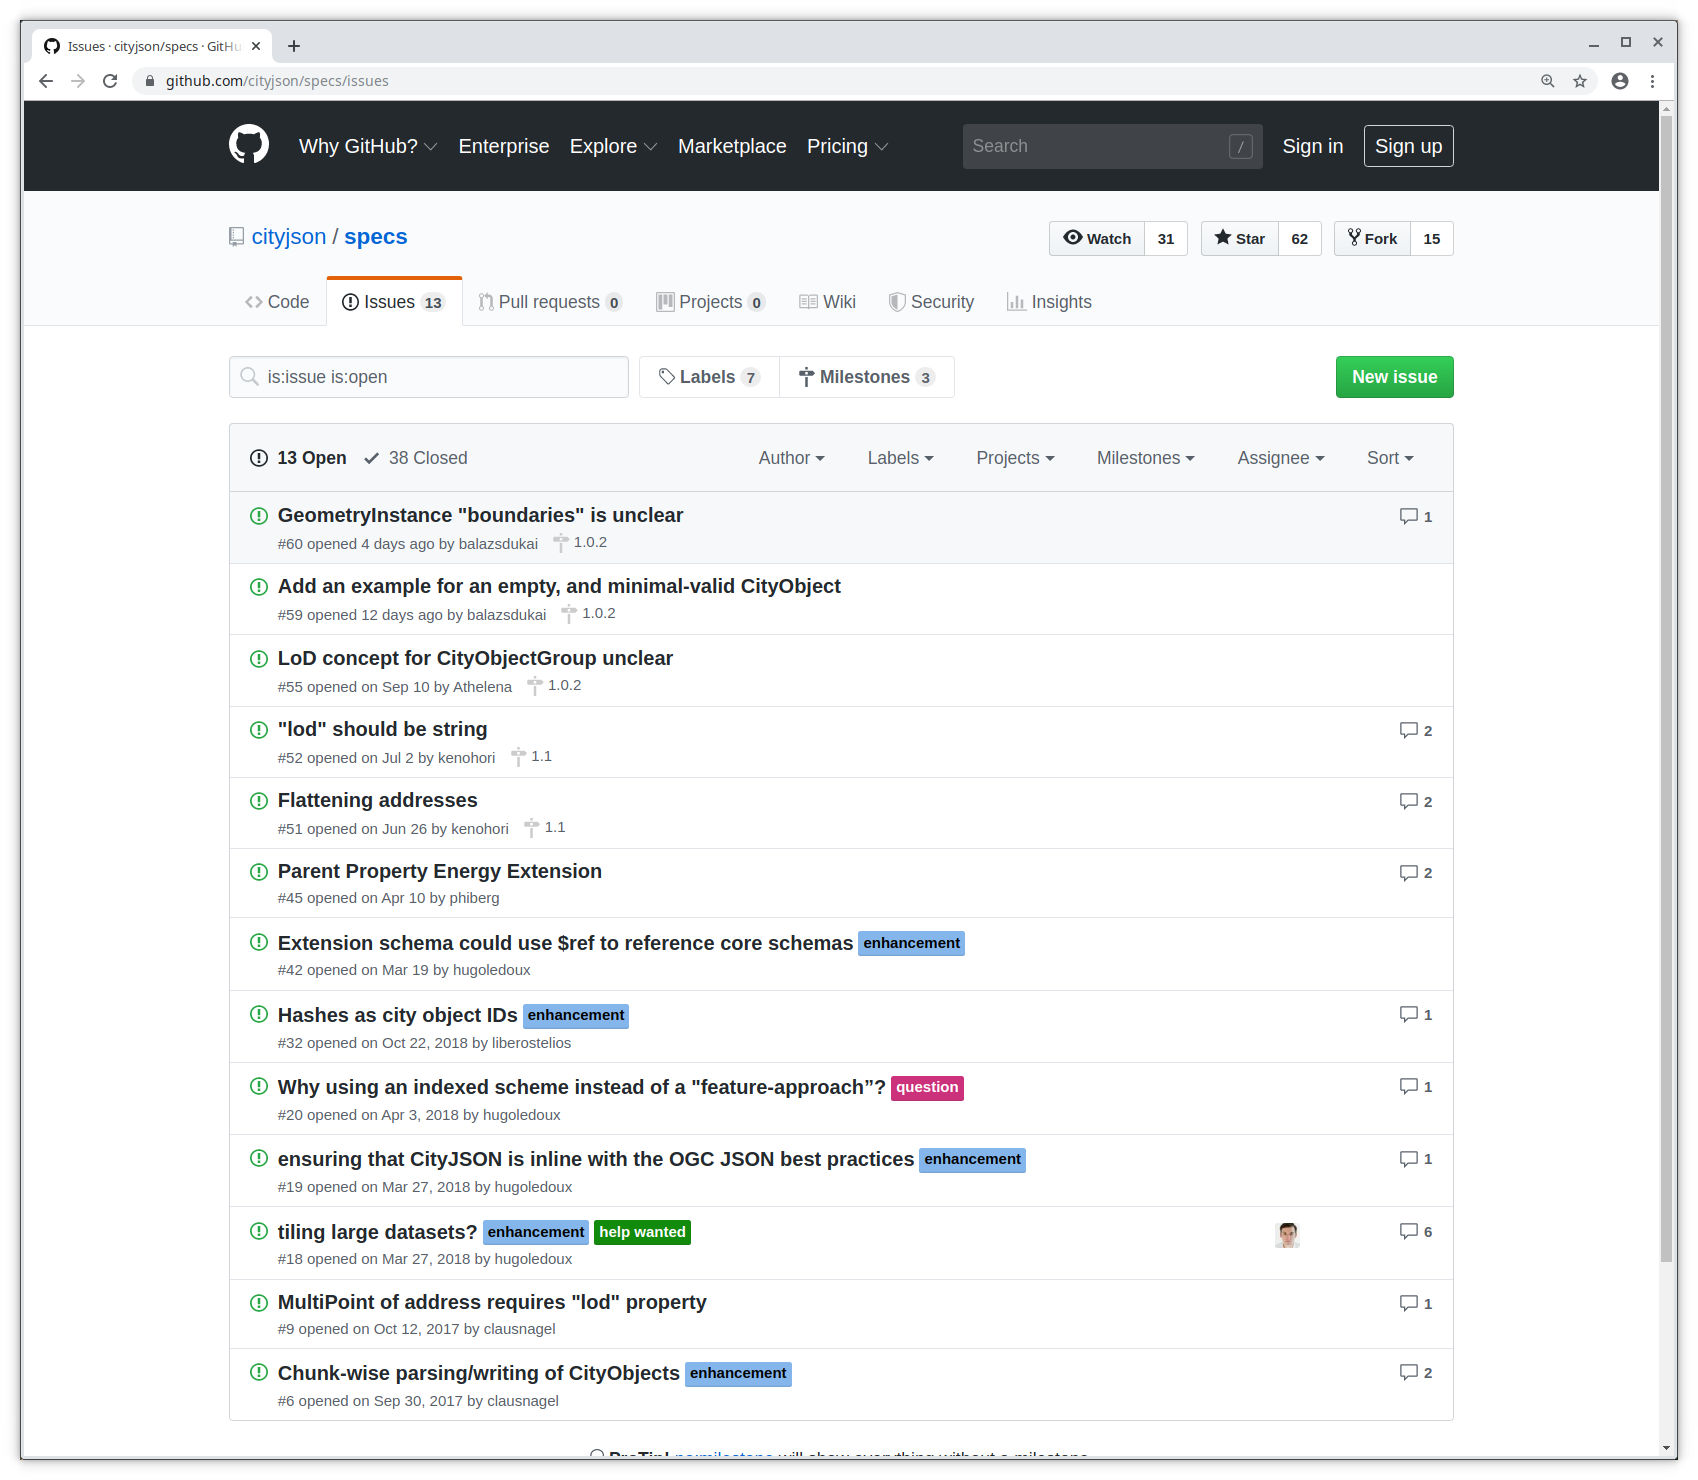 Issues · cityjson/specs · GitHu
github.com/cityjson/specs/issues
Why GitHub? Enterprise Explore Marketplace Pricing Search / Sign in Sign up
cityjson / specs Watch 31 Star 62 Fork 15
Code Issues 13 Pull requests 0 Projects 0 Wiki Security Insights
is:issue is:open Labels 7 Milestones 3 New issue
13 Open 38 Closed Author Labels Projects Milestones Assignee Sort
GeometryInstance "boundaries" is unclear 1
#60 opened 4 days ago by balazsdukai 1.0.2
Add an example for an empty, and minimal-valid CityObject
#59 opened 12 days ago by balazsdukai 1.0.2
LoD concept for CityObjectGroup unclear
#55 opened on Sep 10 by Athelena 1.0.2
"lod" should be string 2
#52 opened on Jul 2 by kenohori 1.1
Flattening addresses 2
#51 opened on Jun 26 by kenohori 1.1
Parent Property Energy Extension 2
#45 opened on Apr 10 by phiberg
Extension schema could use $ref to reference core schemas enhancement
#42 opened on Mar 19 by hugoledoux
Hashes as city object IDs enhancement 1
#32 opened on Oct 22, 2018 by liberostelios
Why using an indexed scheme instead of a "feature-approach”? question 1
#20 opened on Apr 3, 2018 by hugoledoux
ensuring that CityJSON is inline with the OGC JSON best practices enhancement 1
#19 opened on Mar 27, 2018 by hugoledoux
tiling large datasets? enhancement help wanted 6
#18 opened on Mar 27, 2018 by hugoledoux
MultiPoint of address requires "lod" property 1
#9 opened on Oct 12, 2017 by clausnagel
Chunk-wise parsing/writing of CityObjects enhancement 2
#6 opened on Sep 30, 2017 by clausnagel
ProTip! no:milestone will show everything without a milestone.